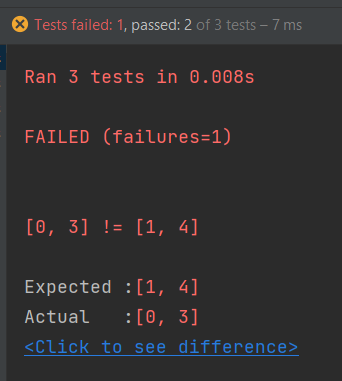 Tests failed: 1, passed: 2 of 3 tests – 7 ms
Ran 3 tests in 0.008s
FAILED (failures=1)
[0, 3] != [1, 4]
Expected :[1, 4]
Actual   :[0, 3]
<Click to see difference>